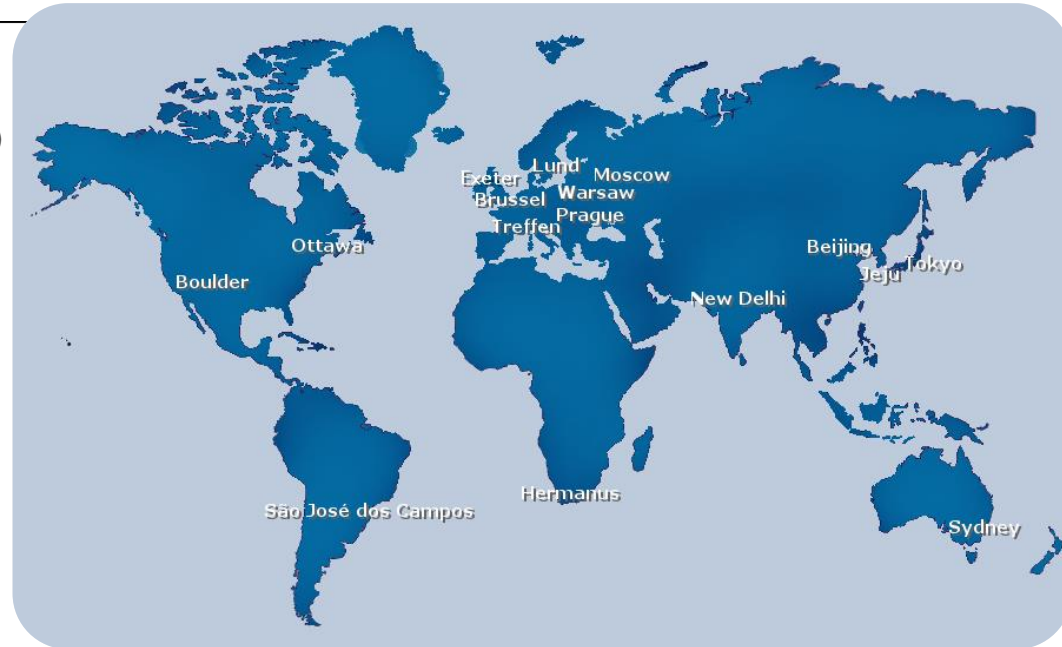 Lund
Exeter
Moscow
Warsaw
Brussel
Prague
Treffen
Ottawa
Beijing
Tokyo
Jeju
Boulder
New Delhi
Hermanus
São José dos Campos
Sydney